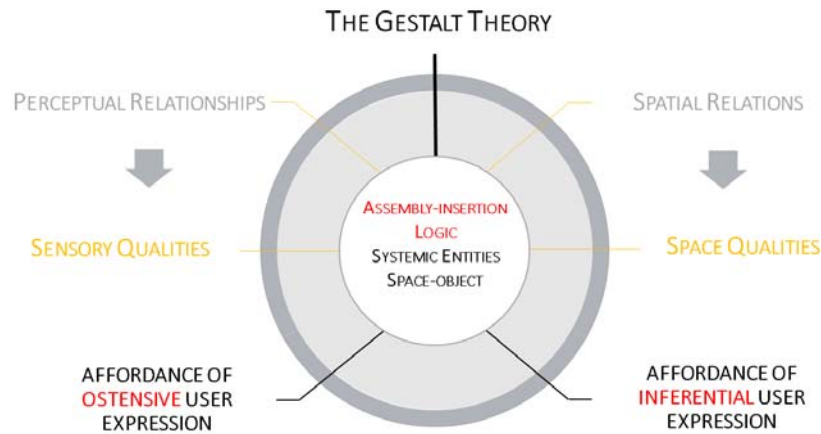 THE GESTALT THEORY
PERCEPTUAL RELATIONSHIPS
SPATIAL RELATIONS
ASSEMBLY-INSERTION
LOGIC
SYSTEMIC ENTITIES
SPACE-OBJECT
SENSORY QUALITIES
SPACE QUALITIES
AFFORDANCE OF
OSTENSIVE USER
EXPRESSION
AFFORDANCE OF
INFERENTIAL USER
EXPRESSION